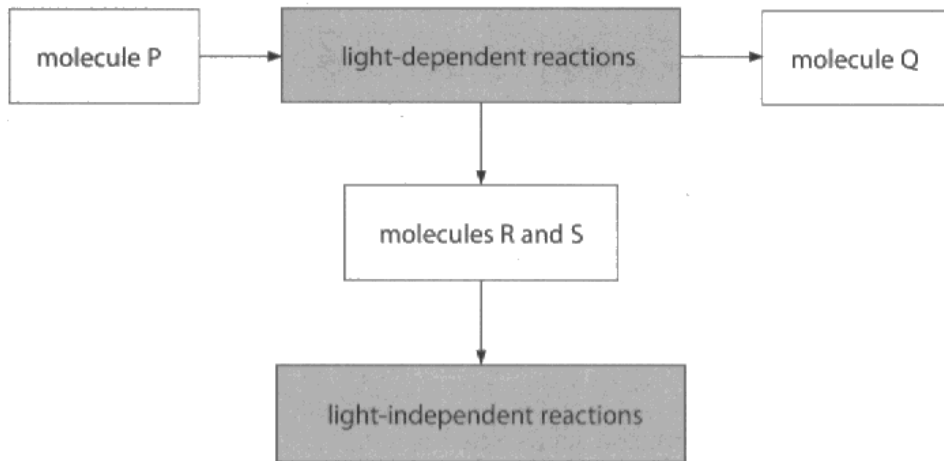 molecule P
light-dependent reactions
molecule Q
molecules R and S
light-independent reactions